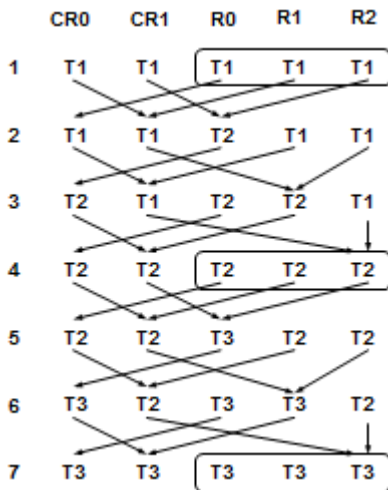 CR0 CR1 R0 R1 R2
1 T1 T1 T1 T1 T1
2 T1 T1 T2 T1 T1
3 T2 T1 T2 T2 T1
4 T2 T2 T2 T2 T2
5 T2 T2 T3 T2 T2
6 T3 T2 T3 T3 T2
7 T3 T3 T3 T3 T3